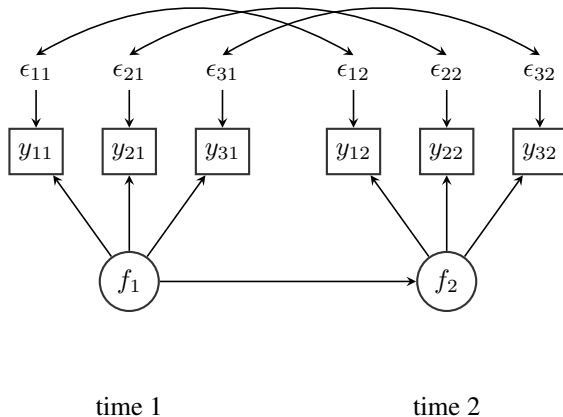 ϵ₁₁ ϵ₂₁ ϵ₃₁ ϵ₁₂ ϵ₂₂ ϵ₃₂
y₁₁ y₂₁ y₃₁ y₁₂ y₂₂ y₃₂
f₁ f₂
time 1 time 2